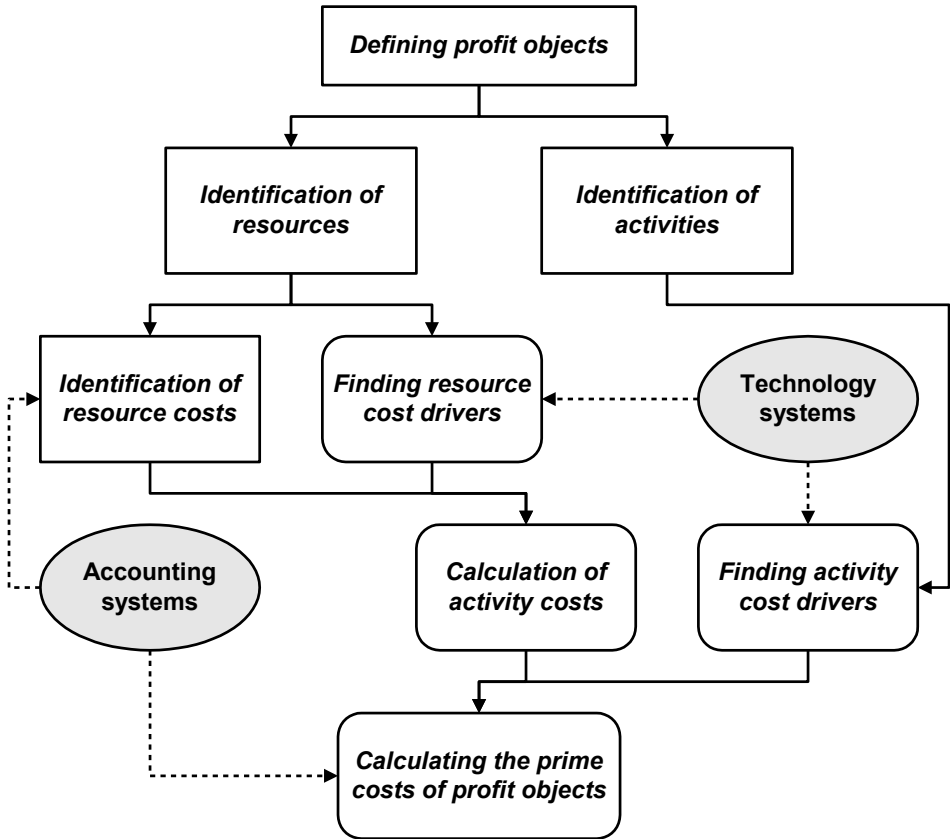 Defining profit objects
Identification of
resources
Identification of
activities
Identification of
resource costs
Finding resource
cost drivers
Technology
systems
Accounting
systems
Calculation of
activity costs
Finding activity
cost drivers
Calculating the prime
costs of profit objects